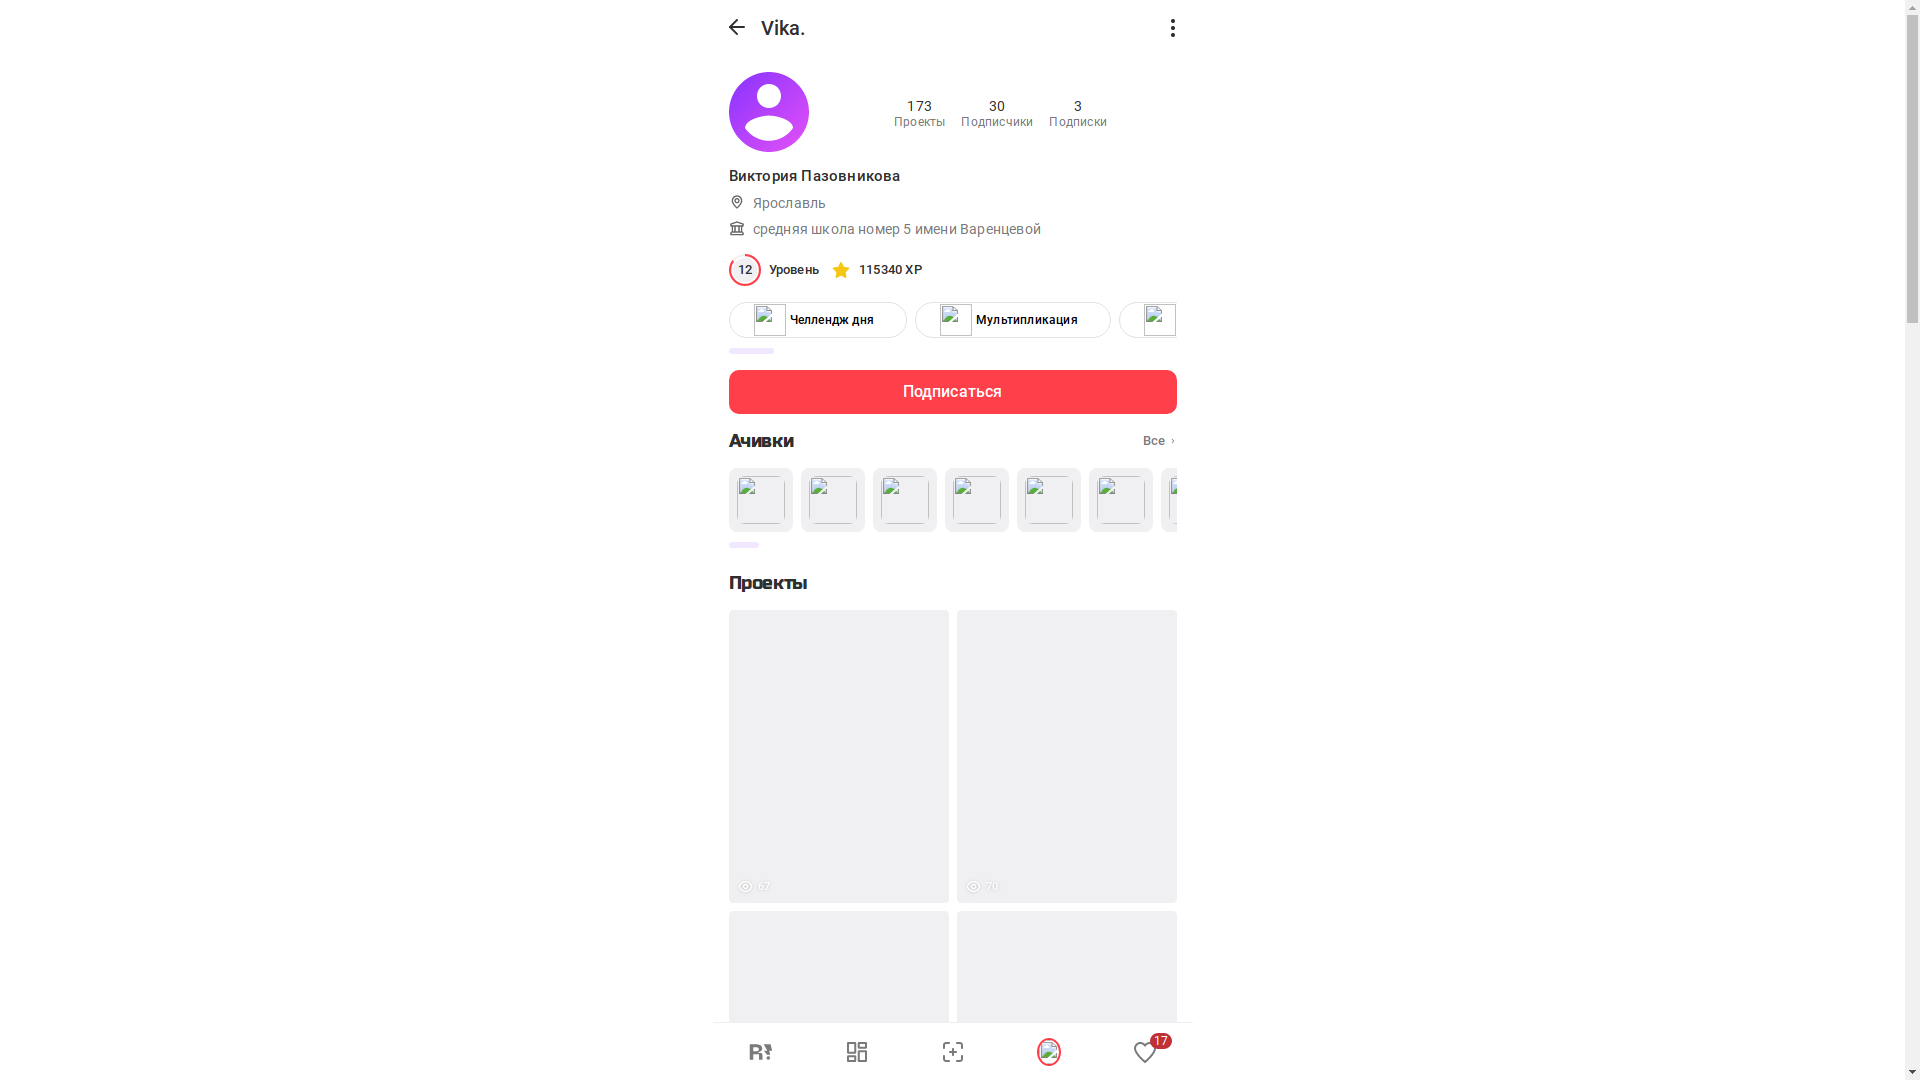 Vika.
173 30 3
Проекты Подписчики Подписки
Виктория Пазовникова
Ярославль
средняя школа номер 5 имени Варенцевой
12 Уровень 115340 XP
Челлендж дня Мультипликация
Подписаться
Ачивки Все
Проекты
67 70
R
17